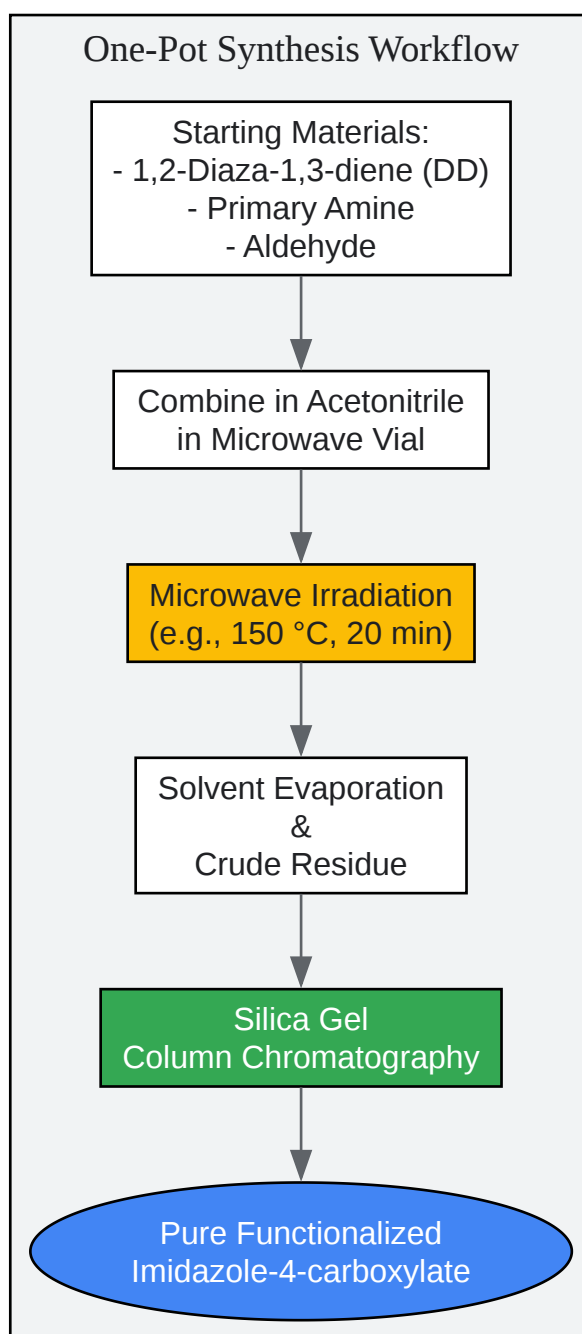 One-Pot Synthesis Workflow
Starting Materials:
- 1,2-Diaza-1,3-diene (DD)
- Primary Amine
- Aldehyde
Combine in Acetonitrile
in Microwave Vial
Microwave Irradiation
(e.g., 150 °C, 20 min)
Solvent Evaporation
&
Crude Residue
Silica Gel
Column Chromatography
Pure Functionalized
Imidazole-4-carboxylate